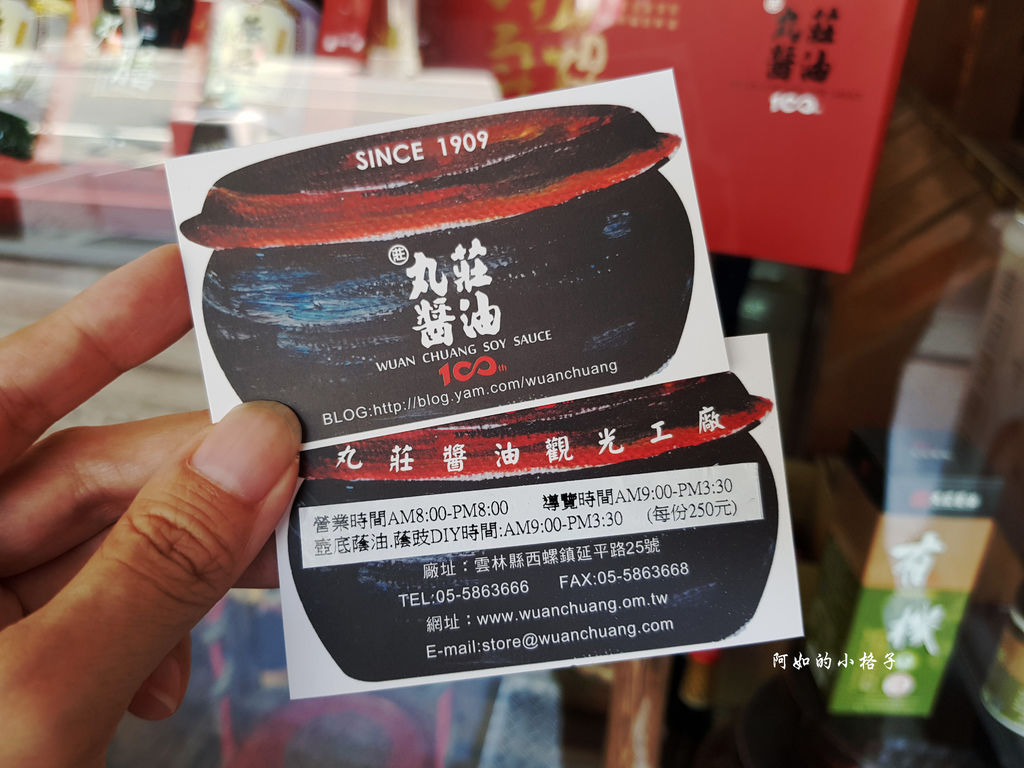 SINCE 1909
莊
丸莊
醬油
WUAN CHUANG SOY SAUCE
100th
BLOG:http://blog.yam.com/wuanchuang
丸莊醬油觀光工廠
營業時間AM8:00-PM8:00 導覽時間AM9:00-PM3:30
壺底蔭油.蔭豉DIY時間:AM9:00-PM3:30 (每份250元)
廠址：雲林縣西螺鎮延平路25號
TEL:05-5863666 FAX:05-5863668
網址：www.wuanchuang.om.tw
E-mail:store@wuanchuang.com
丸莊
醬油
100
有機
阿如的小格子